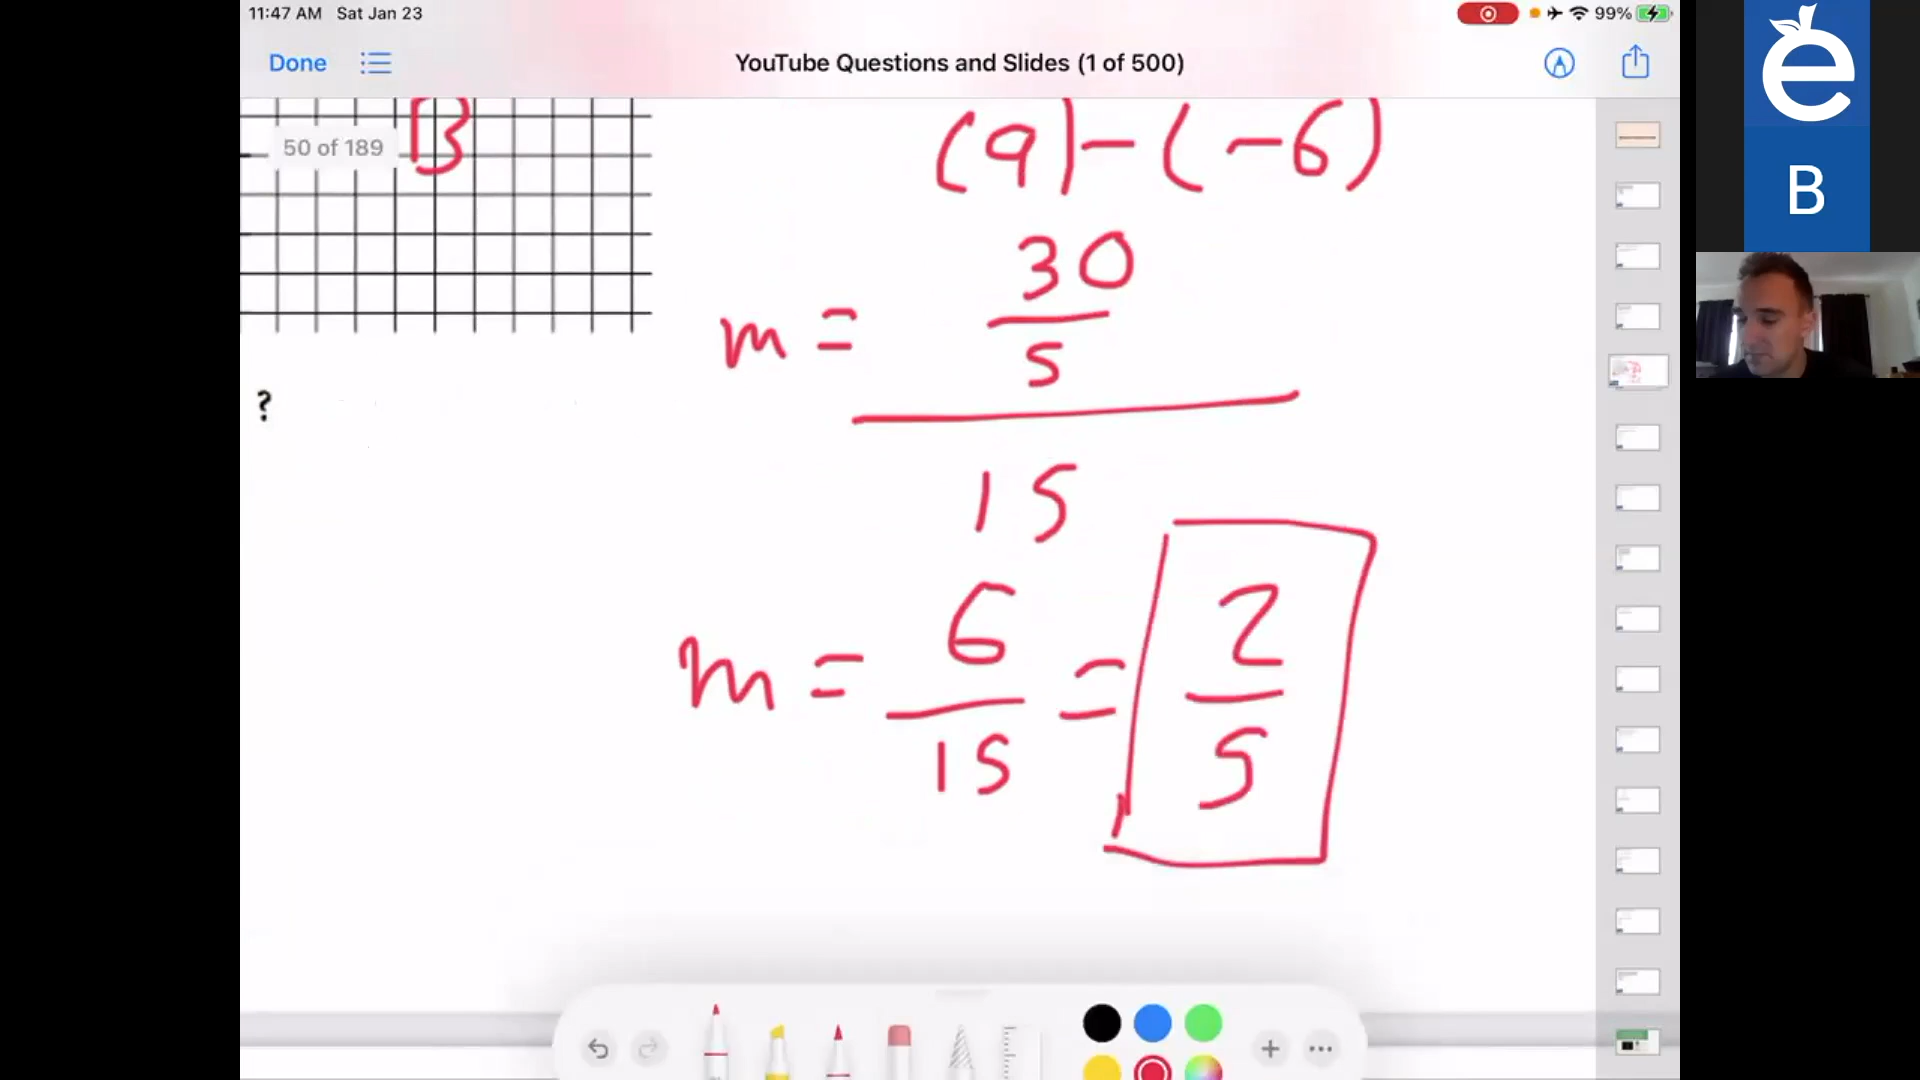 11:47 AM Sat Jan 23
99%
Done
YouTube Questions and Slides (1 of 500)
e
B
50 of 189
B
(9) - (-6)
30
m = 
5
15
?
m = 6/15 = 2/5